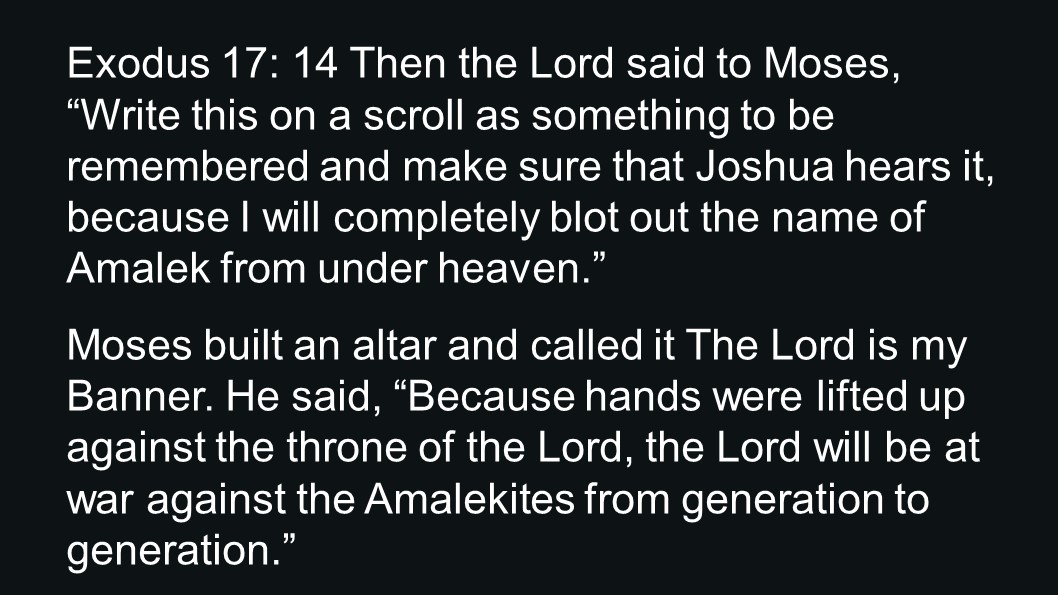 Exodus 17: 14 Then the Lord said to Moses,
“Write this on a scroll as something to be
remembered and make sure that Joshua hears it,
because I will completely blot out the name of
Amalek from under heaven.”
Moses built an altar and called it The Lord is my
Banner. He said, “Because hands were lifted up
against the throne of the Lord, the Lord will be at
war against the Amalekites from generation to
generation.”